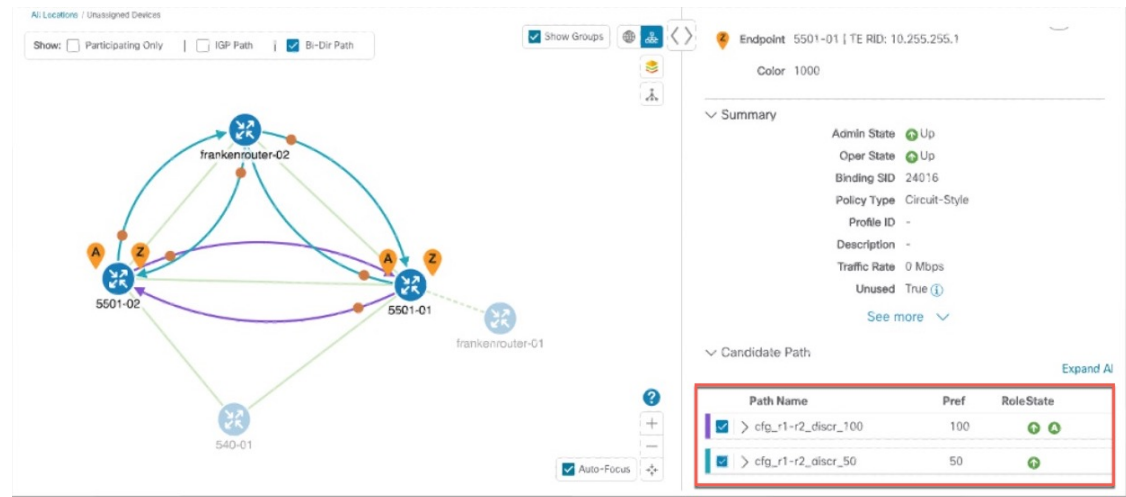 All Locations / Unassigned Devices
Show: Participating Only | IGP Path | Bi-Dir Path
Show Groups
frankenrouter-02
A
Z
A
Z
5501-02
5501-01
frankenrouter-01
540-01
?
Auto-Focus
Z Endpoint 5501-01 | TE RID: 10.255.255.1
Color 1000
Summary
Admin State Up
Oper State Up
Binding SID 24016
Policy Type Circuit-Style
Profile ID -
Description -
Traffic Rate 0 Mbps
Unused True i
See more
Candidate Path
Expand Al
Path Name Pref RoleState
cfg_r1-r2_discr_100 100 A
cfg_r1-r2_discr_50 50